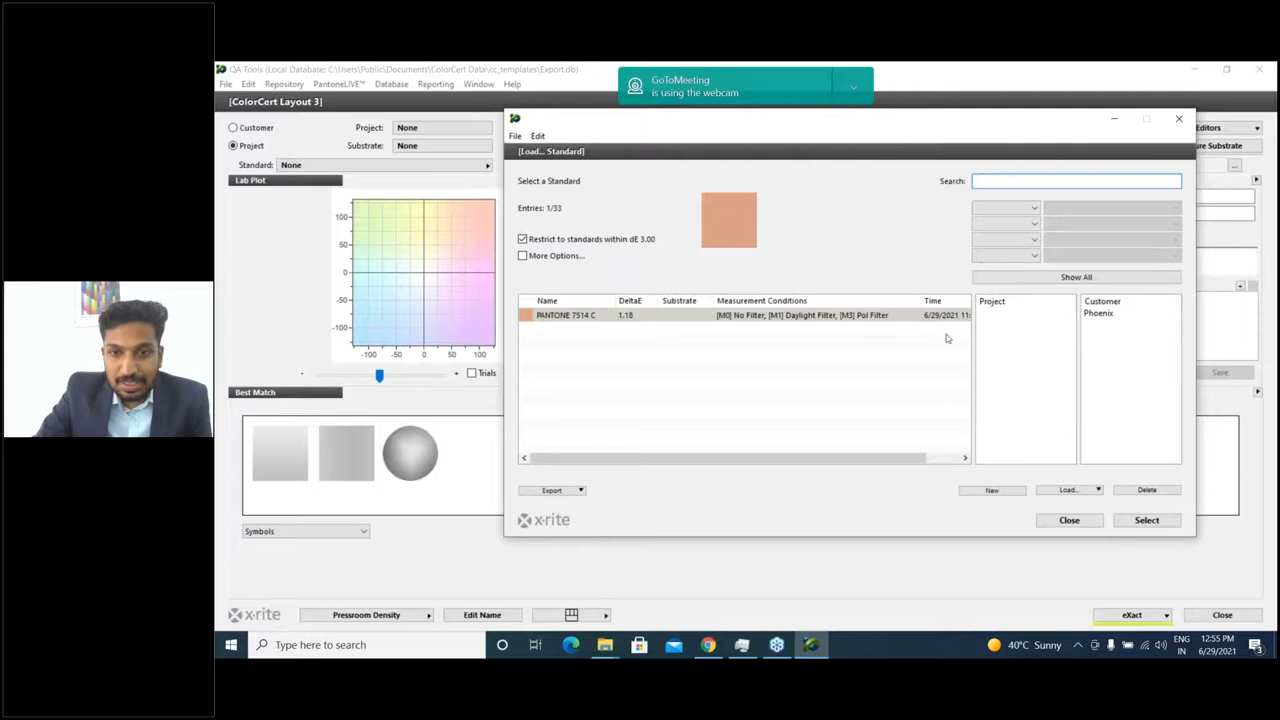 QA Tools (Local Database: C:\Users\Public\Documents\ColorCert Data\cc_templates\Export.db)
GoToMeeting
is using the webcam
File Edit Repository PantoneLIVE™ Database Reporting Window Help
[ColorCert Layout 3]
Customer Project: None
Project Substrate: None
Standard: None
Editors
Lab Plot
100
50
0
-50
-100
-100 -50 0 50 100
- + Trials
Best Match
Symbols
File Edit
[Load... Standard]
Select a Standard Search:
Entries: 1/33
Restrict to standards within dE 3.00
More Options...
Show All
Name DeltaE Substrate Measurement Conditions Time Project Customer
PANTONE 7514 C 1.18 [M0] No Filter, [M1] Daylight Filter, [M3] Pol Filter 6/29/2021 11: Phoenix
Save
Export New Load... Delete
x-rite Close Select
x-rite Pressroom Density Edit Name eXact Close
Type here to search 40°C Sunny ENG IN 12:55 PM 6/29/2021 3